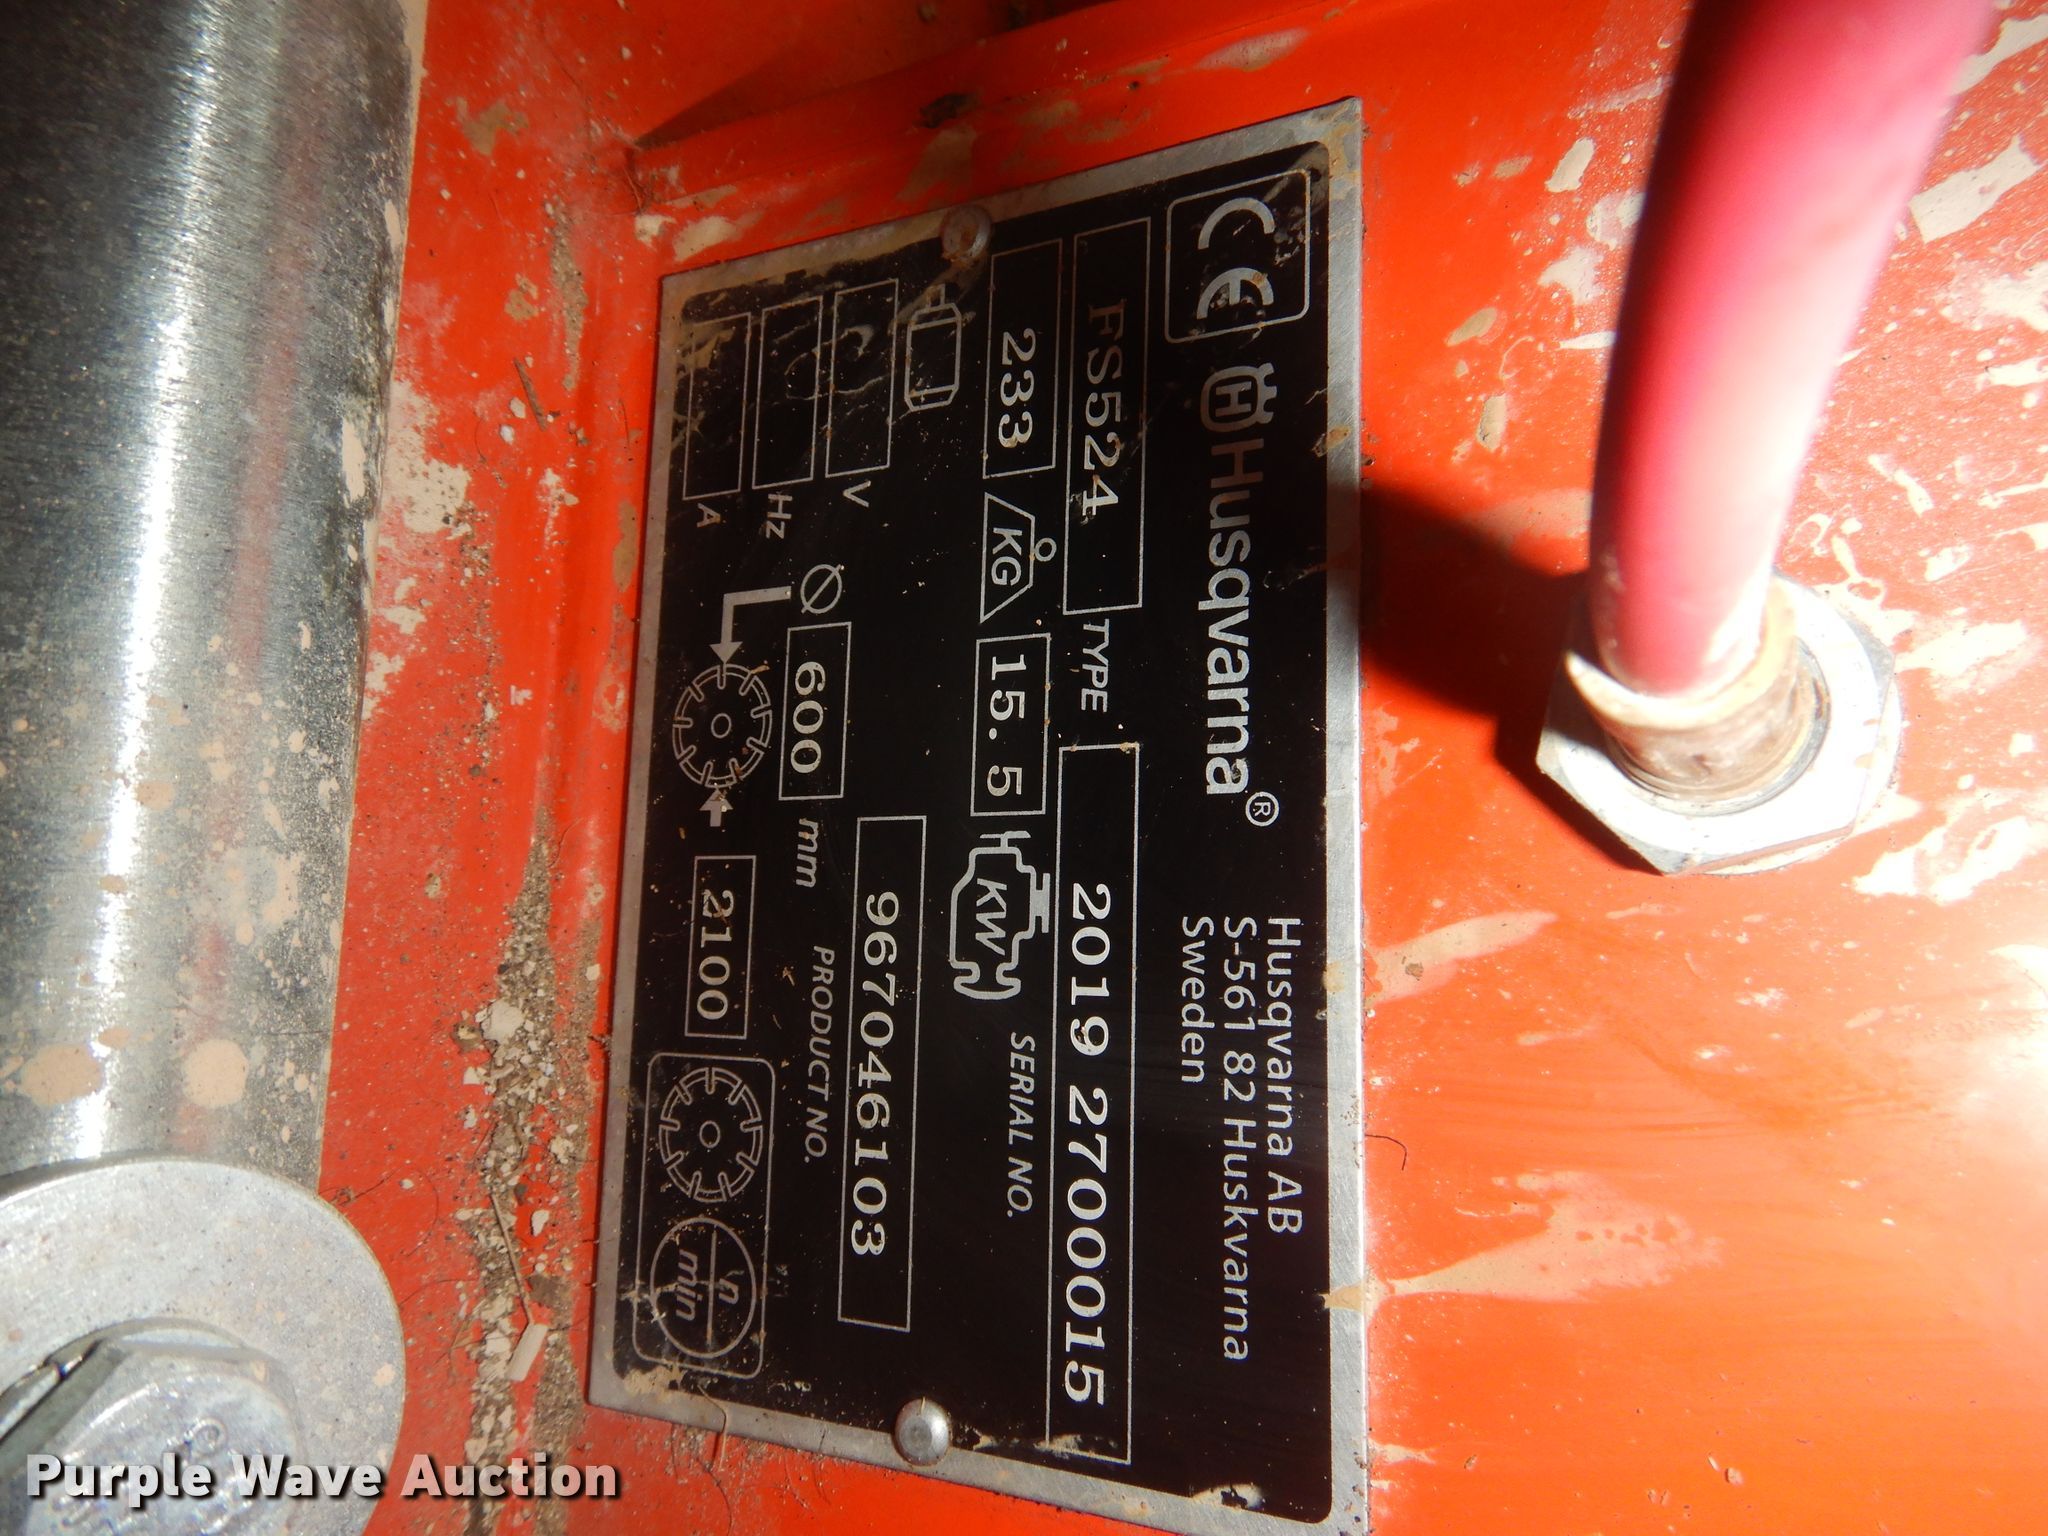 CE Husqvarna® Husqvarna AB
S-561 82 Huskvarna
Sweden
FS524 TYPE 2019 2700015
233 KG 15.5 KW SERIAL NO.
967046103
V
Ø 600 mm PRODUCT NO.
Hz
A 2100 n
min
Purple Wave Auction